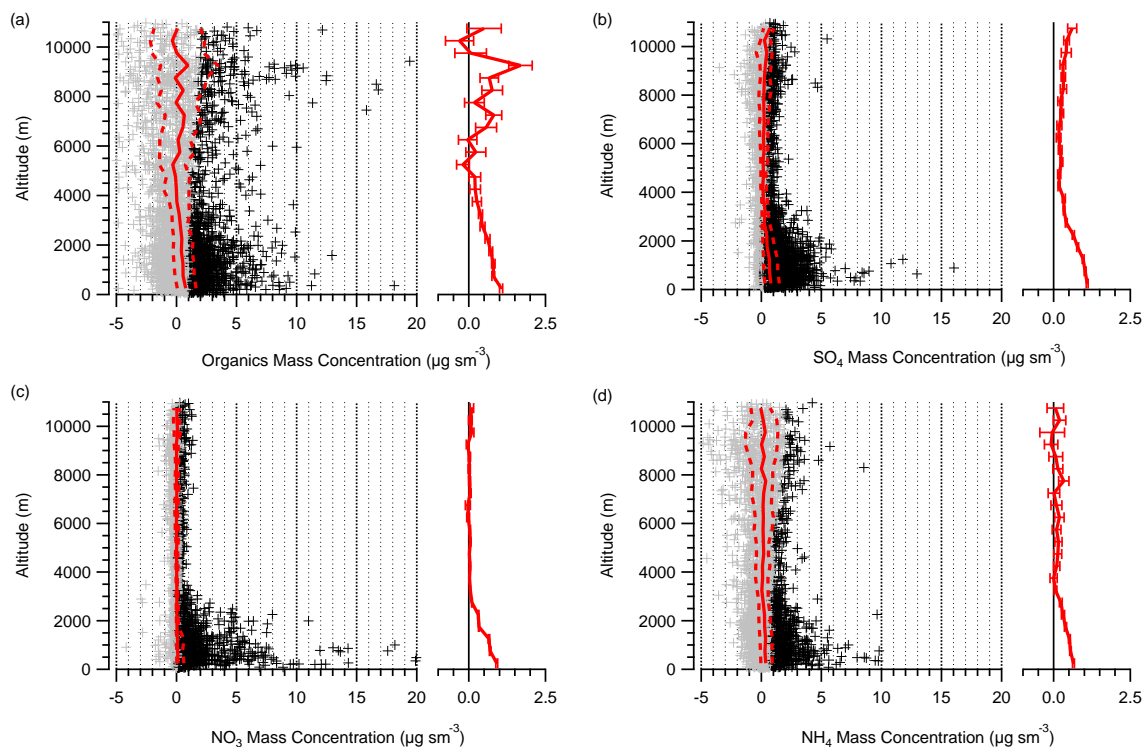 (a)
10000
8000
6000
4000
2000
0
Altitude (m)
-5 0 5 10 15 20
0.0 2.5
Organics Mass Concentration (µg sm⁻³)
(b)
10000
8000
6000
4000
2000
0
Altitude (m)
-5 0 5 10 15 20
0.0 2.5
SO₄ Mass Concentration (µg sm⁻³)
(c)
10000
8000
6000
4000
2000
0
Altitude (m)
-5 0 5 10 15 20
0.0 2.5
NO₃ Mass Concentration (µg sm⁻³)
(d)
10000
8000
6000
4000
2000
0
Altitude (m)
-5 0 5 10 15 20
0.0 2.5
NH₄ Mass Concentration (µg sm⁻³)